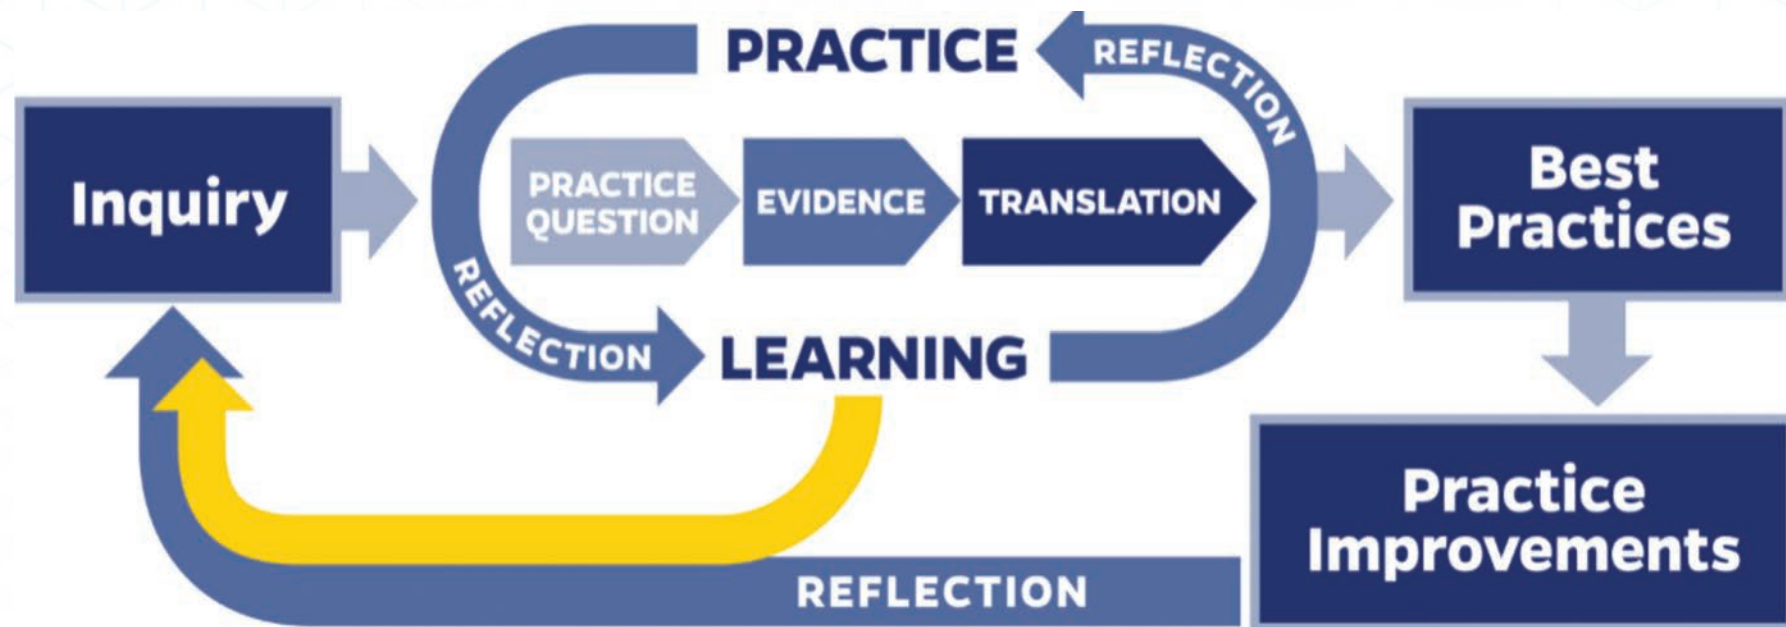 PRACTICE
REFLECTION
Inquiry
PRACTICE
QUESTION
EVIDENCE
TRANSLATION
Best
Practices
REFLECTION
LEARNING
Practice
Improvements
REFLECTION